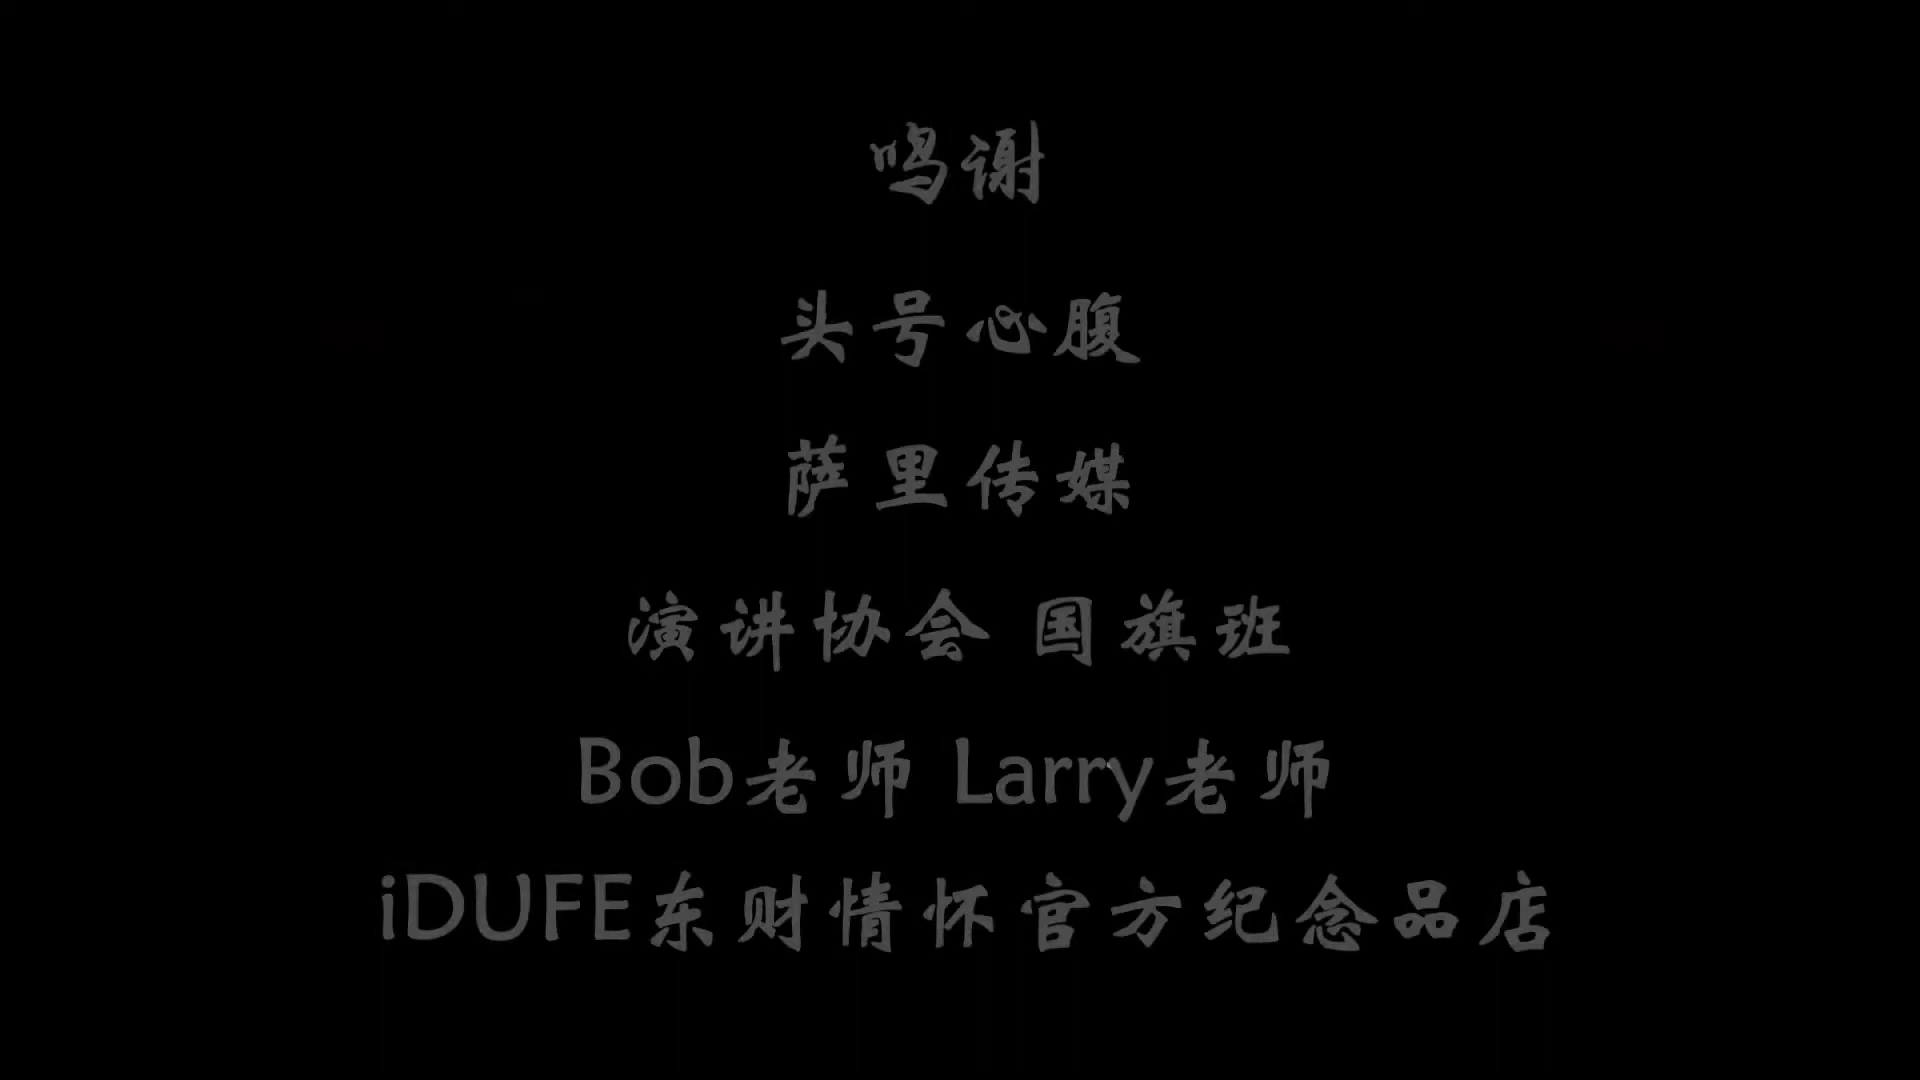 鸣谢
头号心腹
萨里传媒
演讲协会 国旗班
Bob老师 Larry老师
iDUFE东财情怀官方纪念品店